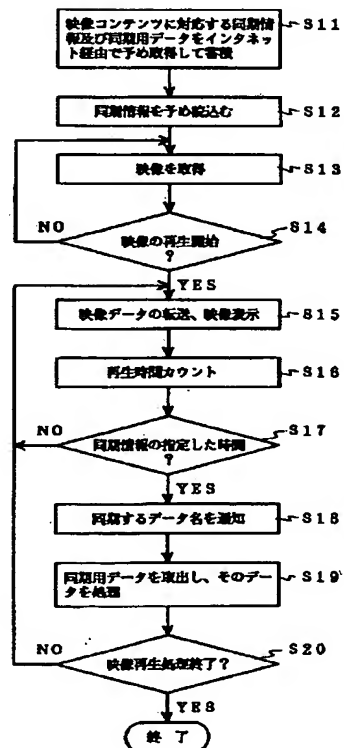 映像コンテンツに対応する同期情
報及び同期用データをインタネッ
ト経由で予め取得して蓄積
S11
同期情報を予め読込む
S12
映像を取得
S13
NO
映像の再生開始
?
S14
YES
映像データの転送、映像表示
S15
再生時間カウント
S16
NO
同期情報の指定した時間
?
S17
YES
同期するデータ名を通知
S18
同期用データを取出し、そのデー
タを処理
S19
NO
映像再生処理終了?
S20
YES
終了